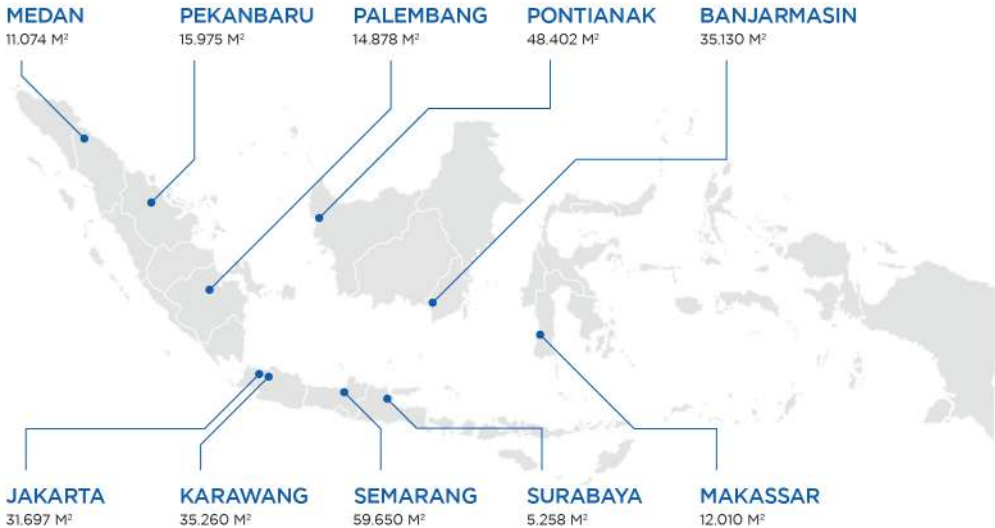 MEDAN
11.074 M²
PEKANBARU
15.975 M²
PALEMBANG
14.878 M²
PONTIANAK
48.402 M²
BANJARMASIN
35.130 M²
JAKARTA
31.697 M²
KARAWANG
35.260 M²
SEMARANG
59.650 M²
SURABAYA
5.258 M²
MAKASSAR
12.010 M²